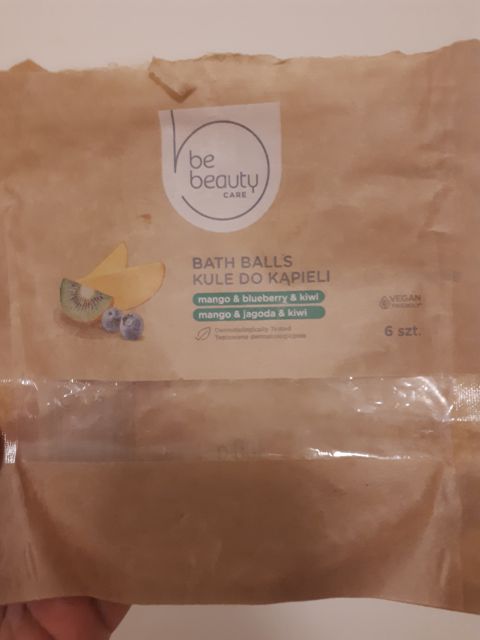 be
beauty
CARE
BATH BALLS
KULE DO KĄPIELI
mango & blueberry & kiwi
mango & jagoda & kiwi
Dermatologically Tested
Testowane dermatologicznie
VEGAN
FRIENDLY
6 szt.